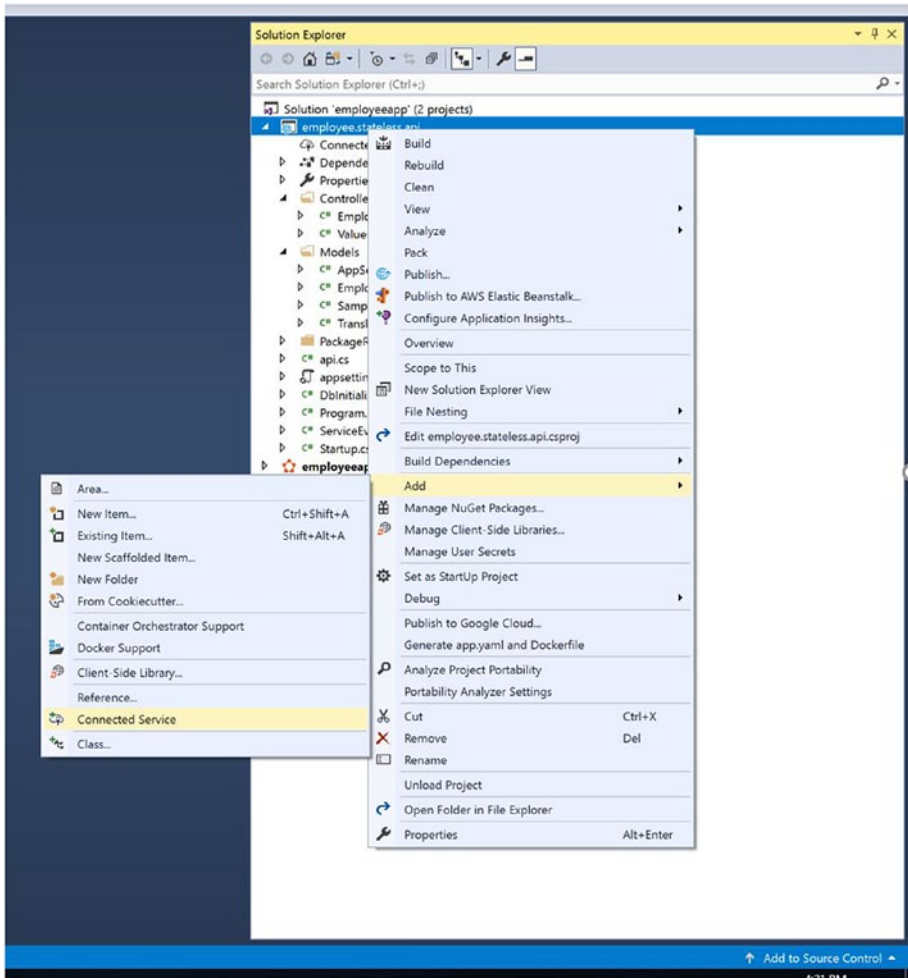 Solution Explorer
Search Solution Explorer (Ctrl+;)
Solution 'employeeapp' (2 projects)
employee.stateless.api
Connecte
Depende
Propertie
Controlle
C# Emplo
C# Value
Models
C# AppSe
C# Emplo
C# Samp
C# Transl
PackageR
C# api.cs
appsettin
C# DbInitiali
C# Program.
C# ServiceEv
C# Startup.cs
employeeap
Build
Rebuild
Clean
View
Analyze
Pack
Publish...
Publish to AWS Elastic Beanstalk...
Configure Application Insights...
Overview
Scope to This
New Solution Explorer View
File Nesting
Edit employee.stateless.api.csproj
Build Dependencies
Add
Manage NuGet Packages...
Manage Client-Side Libraries...
Manage User Secrets
Set as StartUp Project
Debug
Publish to Google Cloud...
Generate app.yaml and Dockerfile
Analyze Project Portability
Portability Analyzer Settings
Cut Ctrl+X
Remove Del
Rename
Unload Project
Open Folder in File Explorer
Properties Alt+Enter
Area...
New Item... Ctrl+Shift+A
Existing Item... Shift+Alt+A
New Scaffolded Item...
New Folder
From Cookiecutter...
Container Orchestrator Support
Docker Support
Client-Side Library...
Reference...
Connected Service
Class...
Add to Source Control
4:21 PM